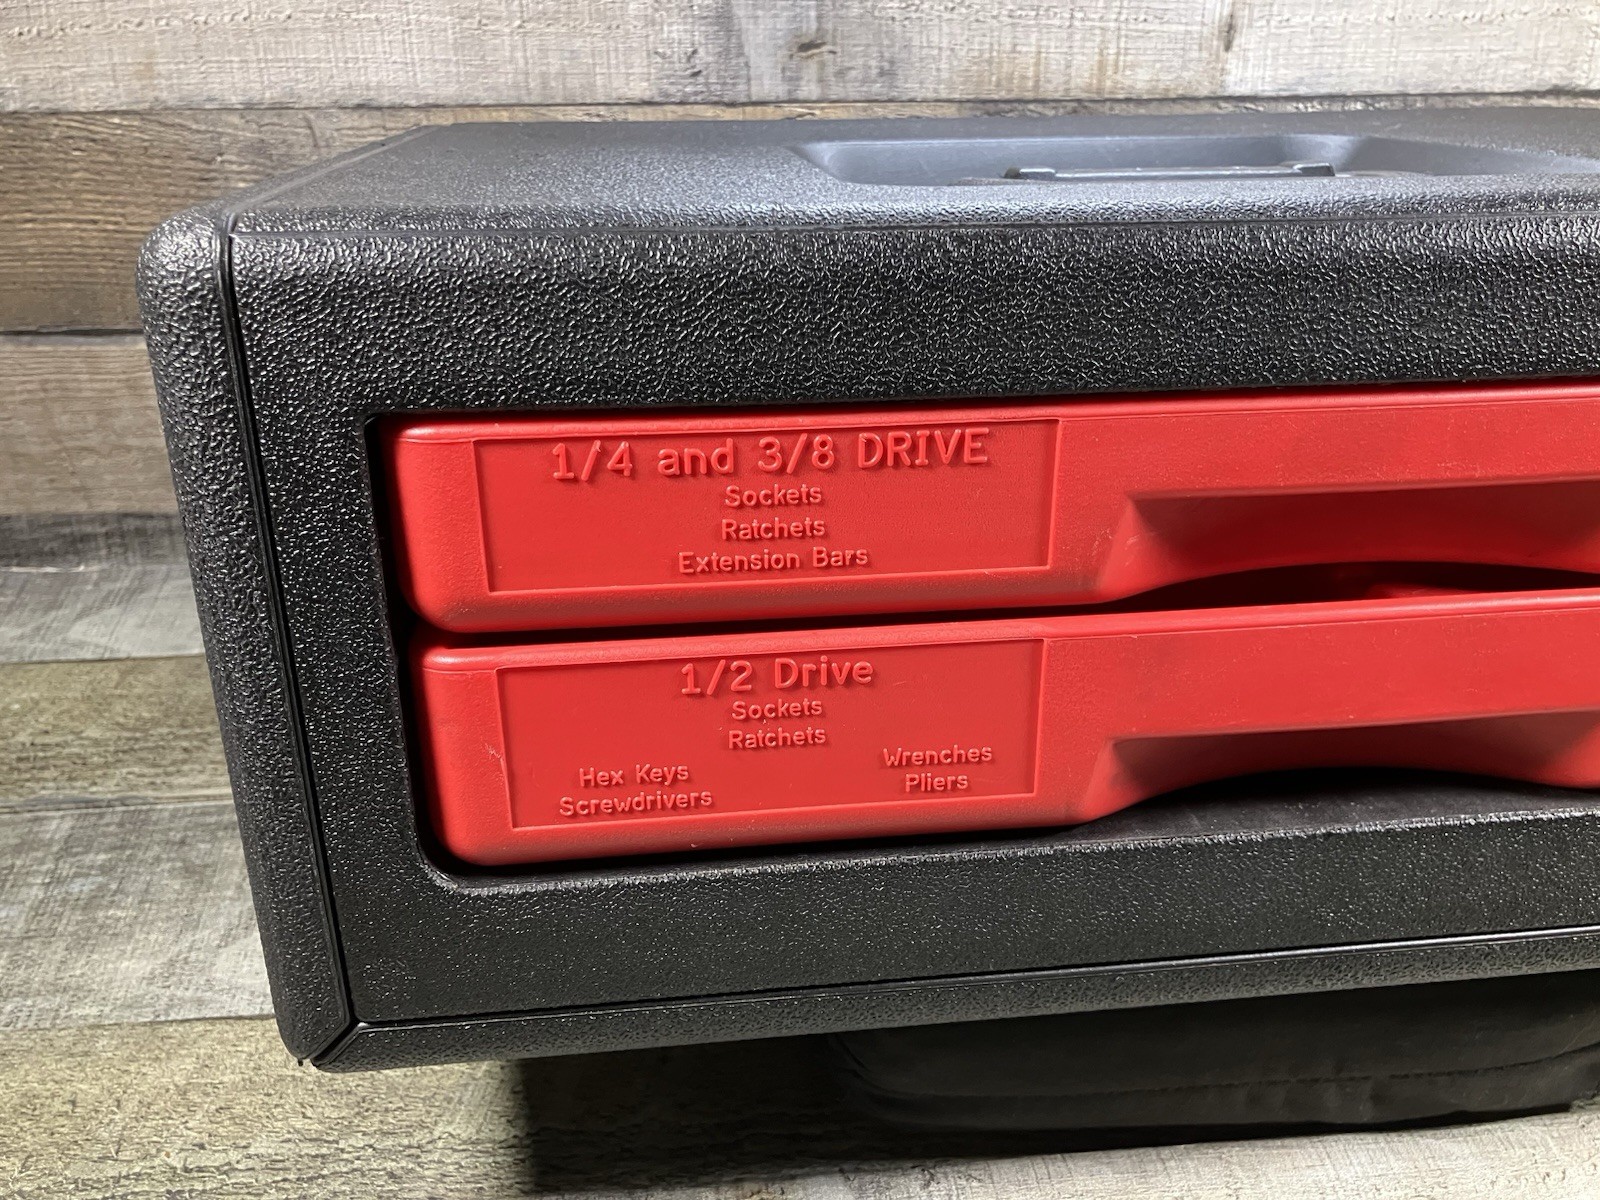 1/4 and 3/8 DRIVE
Sockets
Ratchets
Extension Bars
1/2 Drive
Sockets
Ratchets
Hex Keys
Screwdrivers
Wrenches
Pliers